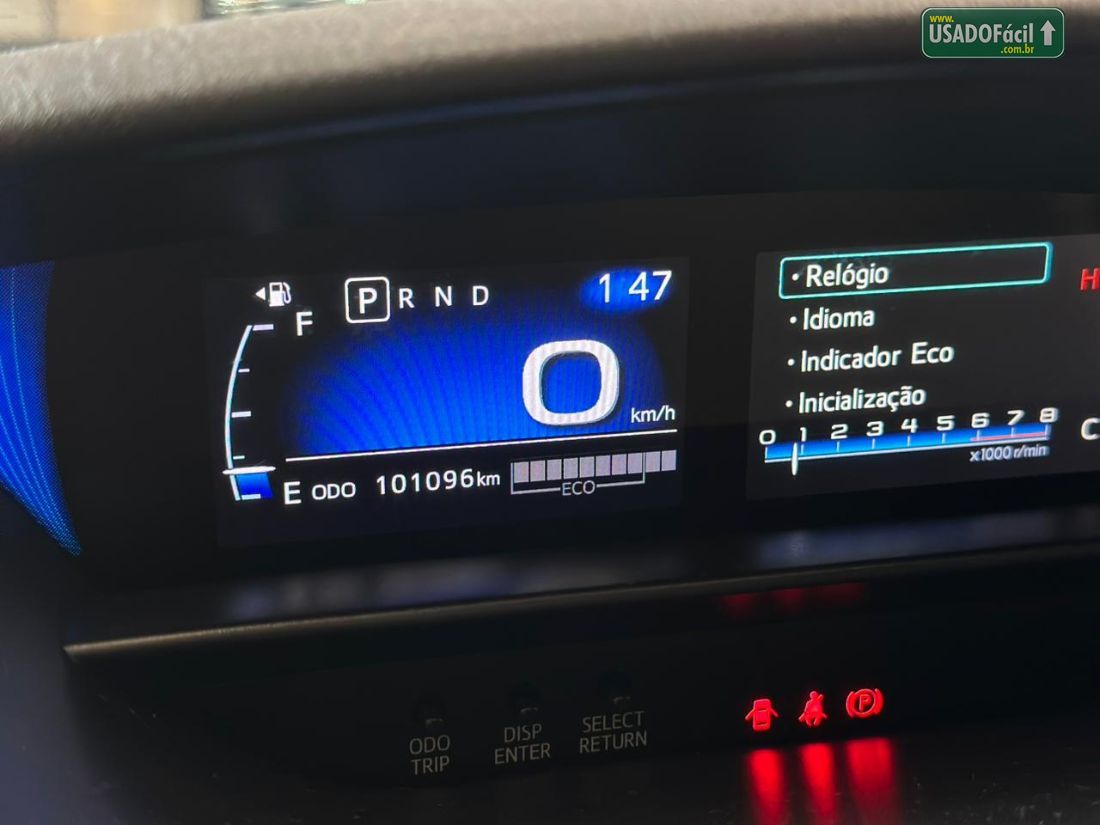 www.
USADOFácil
.com.br
P R N D
1 47
F
0
km/h
E ODO 101096km
ECO
• Relógio
• Idioma
• Indicador Eco
• Inicialização
0 1 2 3 4 5 6 7 8
x1000 r/min
H
C
ODO
TRIP
DISP
ENTER
SELECT
RETURN
P